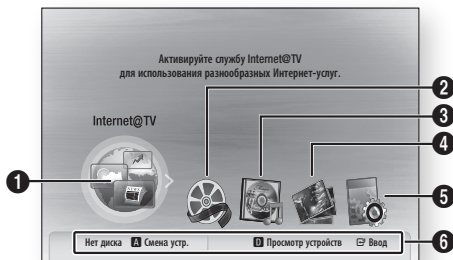 Активируйте службу Internet@TV
для использования разнообразных Интернет-услуг.
Internet@TV
NEWS
Нет диска A Смена устр. D Просмотр устройств Ввод
1
2
3
4
5
6